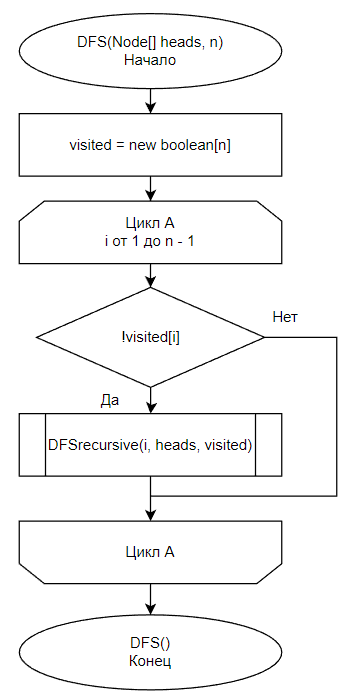 DFS(Node[] heads, n)
Начало
visited = new boolean[n]
Цикл А
i от 1 до n - 1
!visited[i]
Нет
Да
DFSrecursive(i, heads, visited)
Цикл А
DFS()
Конец